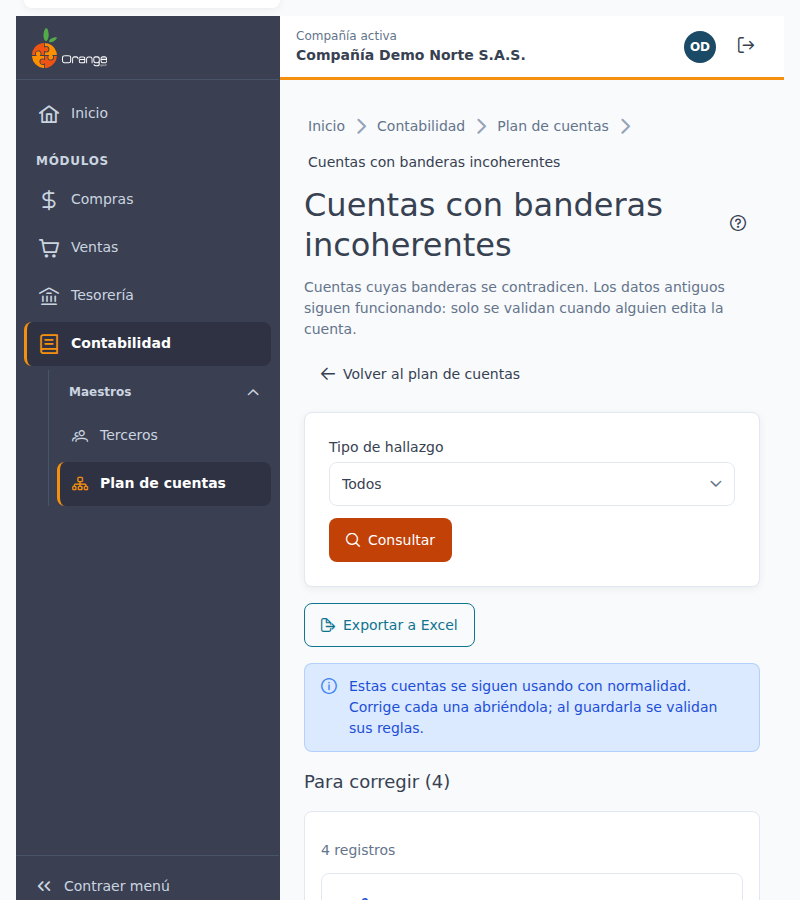 Orange
Inicio
MÓDULOS
Compras
Ventas
Tesorería
Contabilidad
Maestros
Terceros
Plan de cuentas
Contraer menú
Compañía activa
Compañía Demo Norte S.A.S.
OD
Inicio
Contabilidad
Plan de cuentas
Cuentas con banderas incoherentes
Cuentas con banderas
incoherentes
Cuentas cuyas banderas se contradicen. Los datos antiguos
siguen funcionando: solo se validan cuando alguien edita la
cuenta.
Volver al plan de cuentas
Tipo de hallazgo
Todos
Consultar
Exportar a Excel
Estas cuentas se siguen usando con normalidad.
Corrige cada una abriéndola; al guardarla se validan
sus reglas.
Para corregir (4)
4 registros